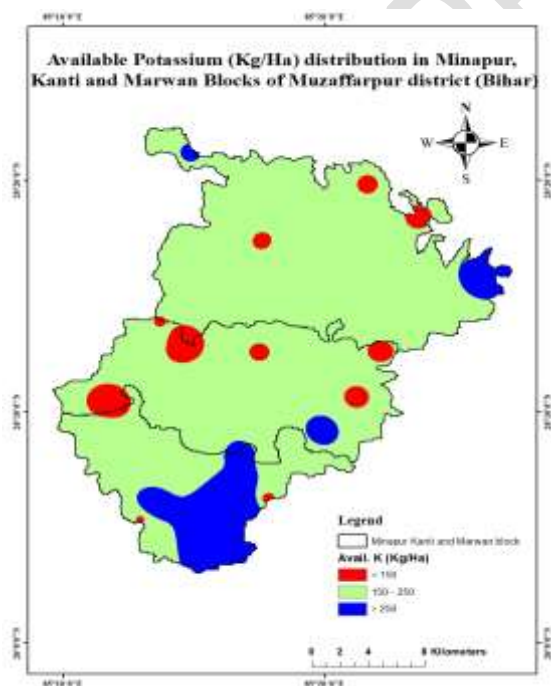 Available Potassium (Kg/Ha) distribution in Minapur,
Kanti and Marwan Blocks of Muzaffarpur district (Bihar)
N
W E
S
Legend
Minapur Kanti and Marwan block
Avail. K (Kg/Ha)
< 150
150 - 250
> 250
0 2 4 8 Kilometers